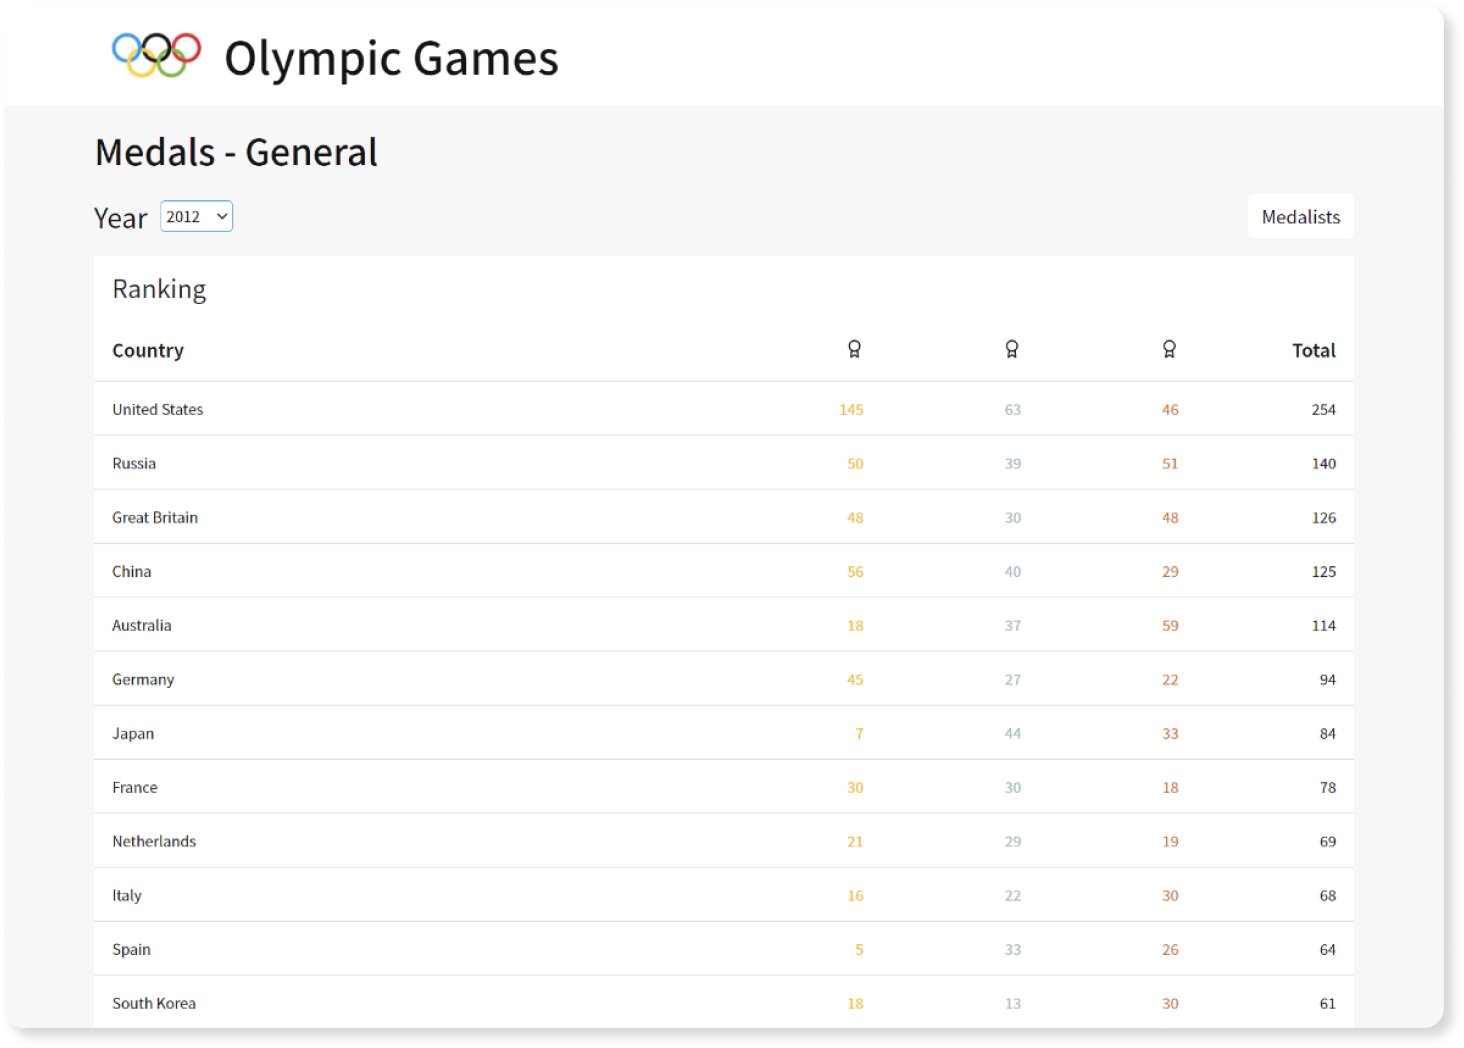 Olympic Games
Medals - General
Year 2012
Medalists
Ranking
Country Total
United States 145 63 46 254
Russia 50 39 51 140
Great Britain 48 30 48 126
China 56 40 29 125
Australia 18 37 59 114
Germany 45 27 22 94
Japan 7 44 33 84
France 30 30 18 78
Netherlands 21 29 19 69
Italy 16 22 30 68
Spain 5 33 26 64
South Korea 18 13 30 61